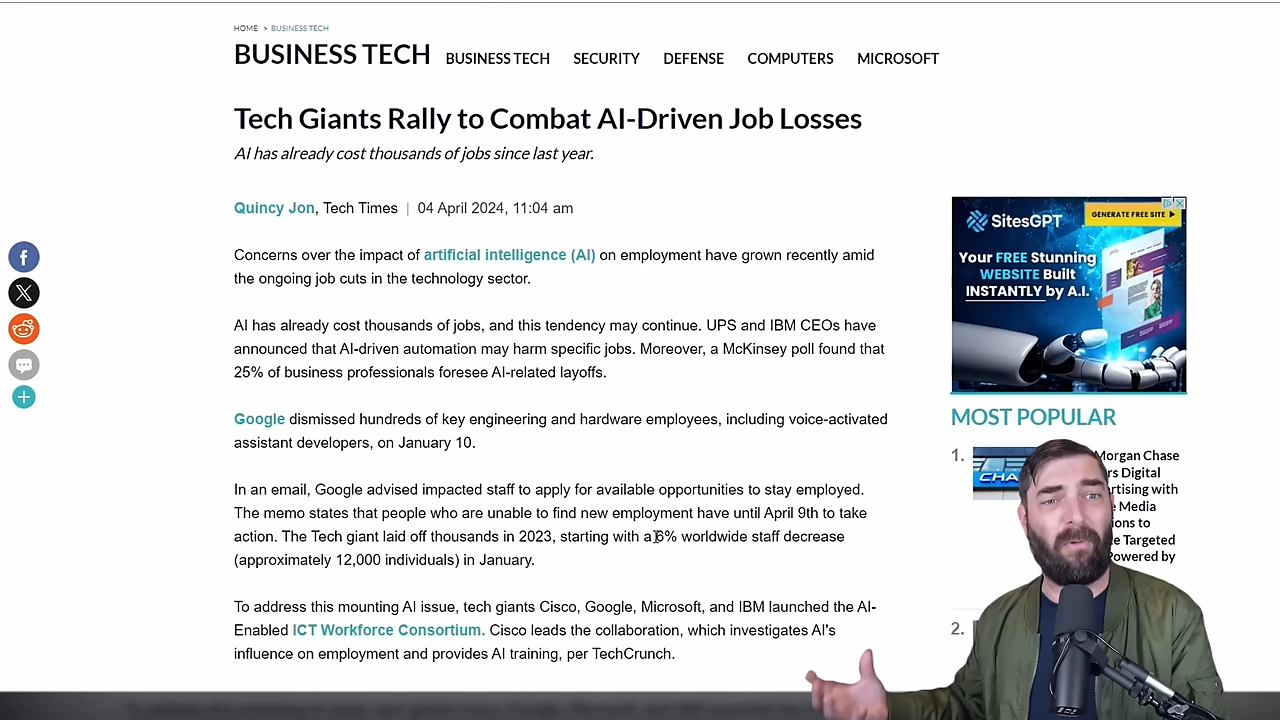 HOME > BUSINESS TECH
BUSINESS TECH BUSINESS TECH SECURITY DEFENSE COMPUTERS MICROSOFT
Tech Giants Rally to Combat AI-Driven Job Losses
AI has already cost thousands of jobs since last year.
Quincy Jon, Tech Times | 04 April 2024, 11:04 am
Concerns over the impact of artificial intelligence (AI) on employment have grown recently amid
the ongoing job cuts in the technology sector.
AI has already cost thousands of jobs, and this tendency may continue. UPS and IBM CEOs have
announced that AI-driven automation may harm specific jobs. Moreover, a McKinsey poll found that
25% of business professionals foresee AI-related layoffs.
Google dismissed hundreds of key engineering and hardware employees, including voice-activated
assistant developers, on January 10.
In an email, Google advised impacted staff to apply for available opportunities to stay employed.
The memo states that people who are unable to find new employment have until April 9th to take
action. The Tech giant laid off thousands in 2023, starting with a 6% worldwide staff decrease
(approximately 12,000 individuals) in January.
To address this mounting AI issue, tech giants Cisco, Google, Microsoft, and IBM launched the AI-
Enabled ICT Workforce Consortium. Cisco leads the collaboration, which investigates AI's
influence on employment and provides AI training, per TechCrunch.
SitesGPT
GENERATE FREE SITE
Your FREE Stunning
WEBSITE Built
INSTANTLY by A.I.
MOST POPULAR
1.
CHA
Morgan Chase
Digital
with
Media
to
Targeted
Powered by
2.